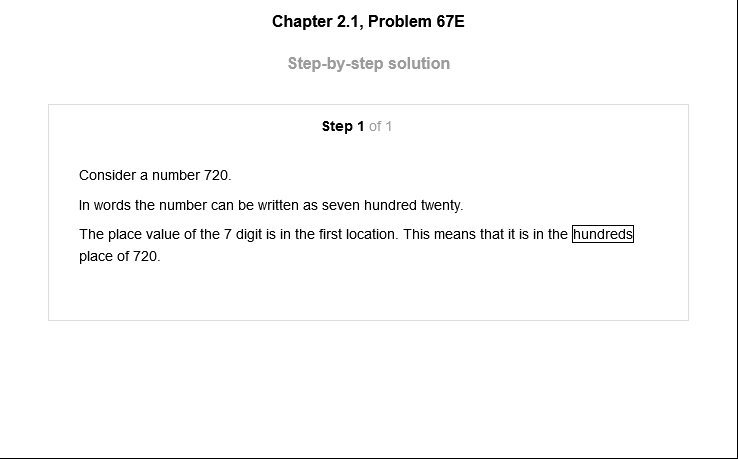 Chapter 2.1, Problem 67E
Step-by-step solution
Step 1 of 1
Consider a number 720.
In words the number can be written as seven hundred twenty.
The place value of the 7 digit is in the first location. This means that it is in the hundreds
place of 720.